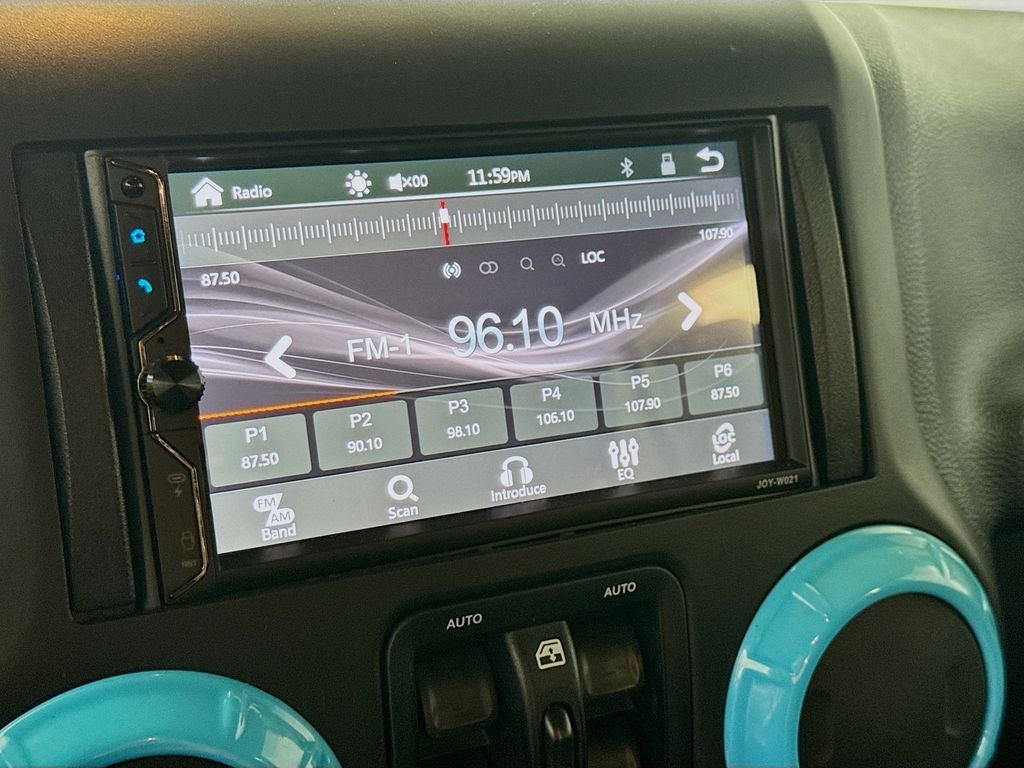 Radio 00 11:59PM
87.50 107.90
LOC
FM-1 96.10 MHz
P1 P2 P3 P4 P5 P6
87.50 90.10 98.10 106.10 107.90 87.50
FM
AM
Band Scan Introduce EQ LOC Local
JOY-W021
AUTO AUTO